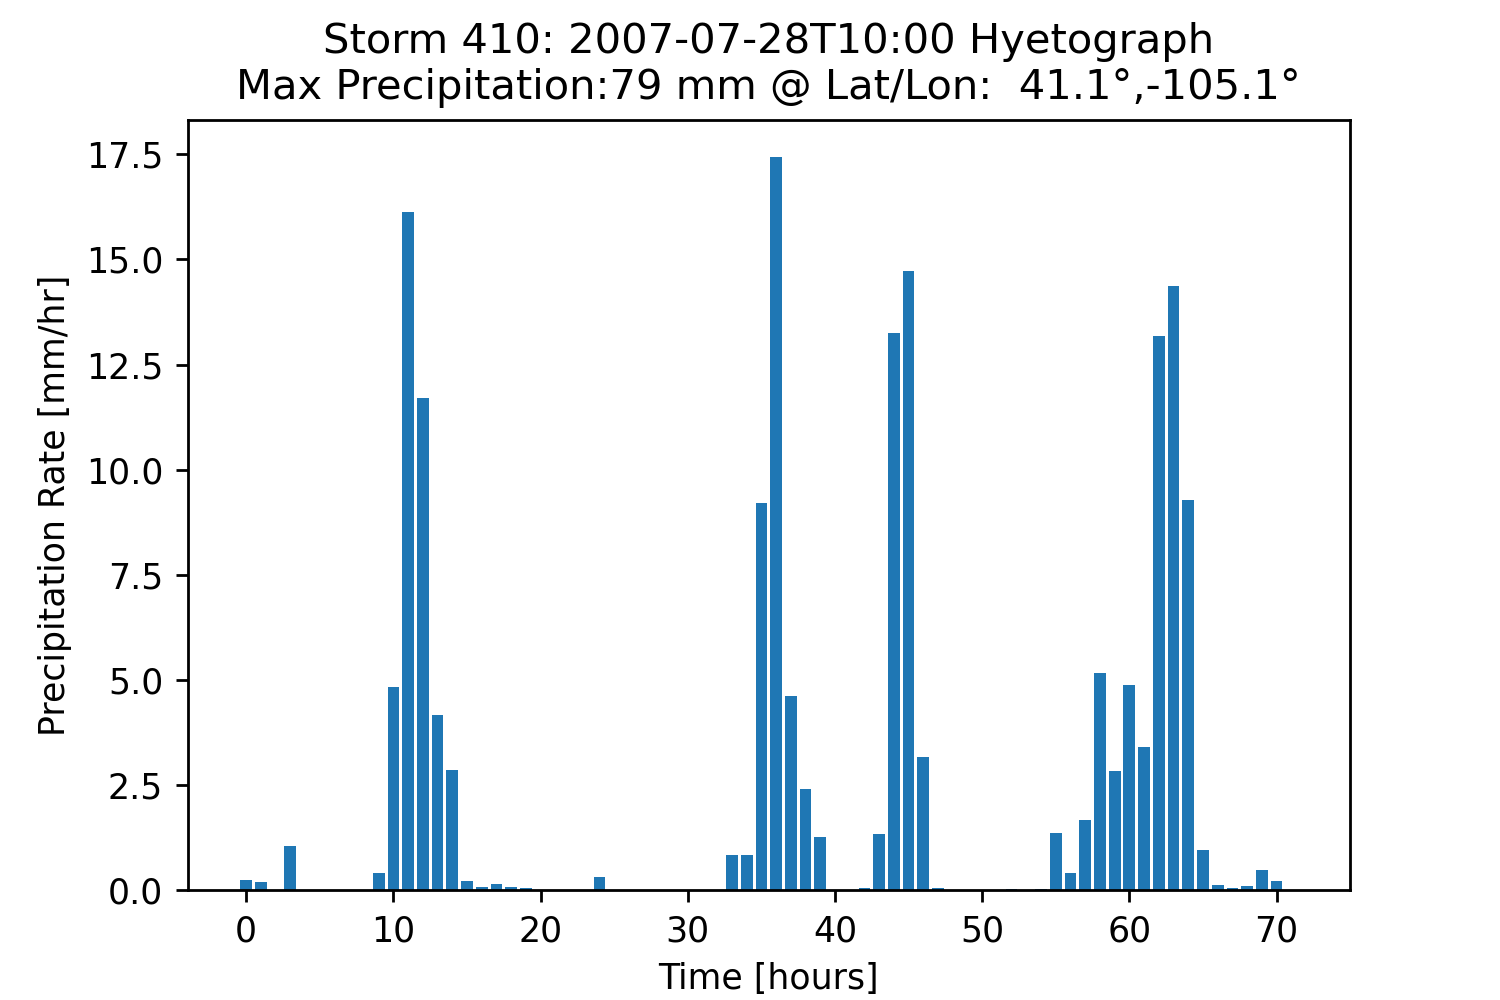 Storm 410: 2007-07-28T10:00 Hyetograph
Max Precipitation:79 mm @ Lat/Lon:  41.1°,-105.1°
17.5
15.0
12.5
10.0
7.5
5.0
2.5
0.0
Precipitation Rate [mm/hr]
0 10 20 30 40 50 60 70
Time [hours]